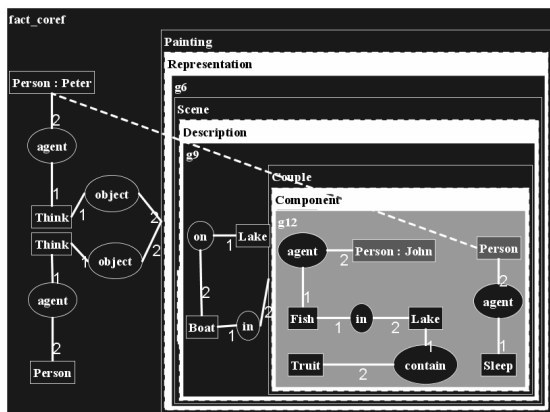 fact_coref
Painting
Representation
g6
Scene
Description
g9
Couple
Component
g12
Person : Peter
2
agent
1
object
Think
1
2
Think
1
object
2
1
agent
2
Person
on
1
Lake
2
Boat
1
in
2
agent
2
Person : John
1
Fish
1
in
2
Lake
1
Truit
2
contain
Person
2
agent
1
Sleep